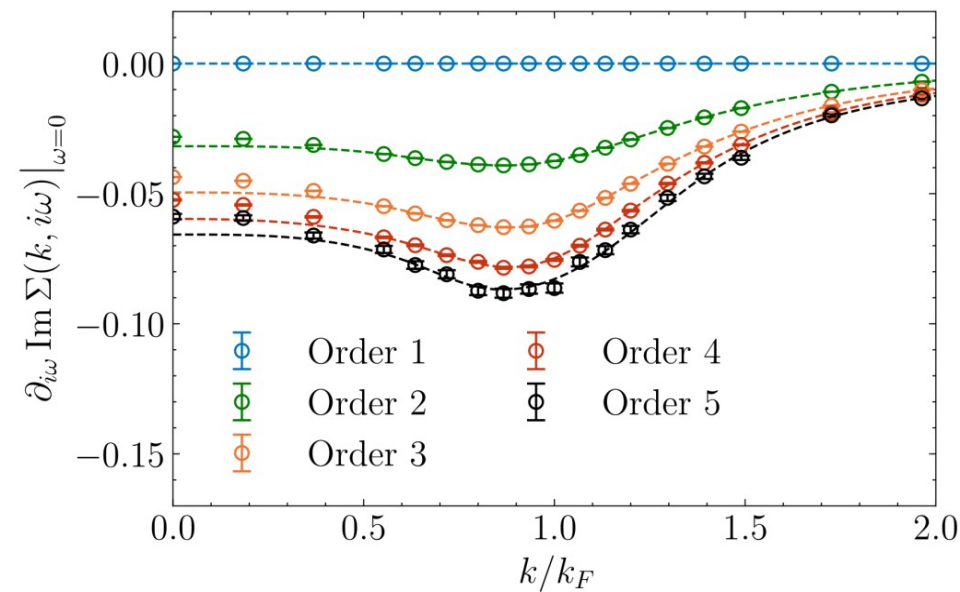 0.00
−0.05
−0.10
−0.15
∂_{iω} Im Σ(k, iω)|_{ω=0}
Order 1
Order 2
Order 3
Order 4
Order 5
0.0 0.5 1.0 1.5 2.0
k/k_F